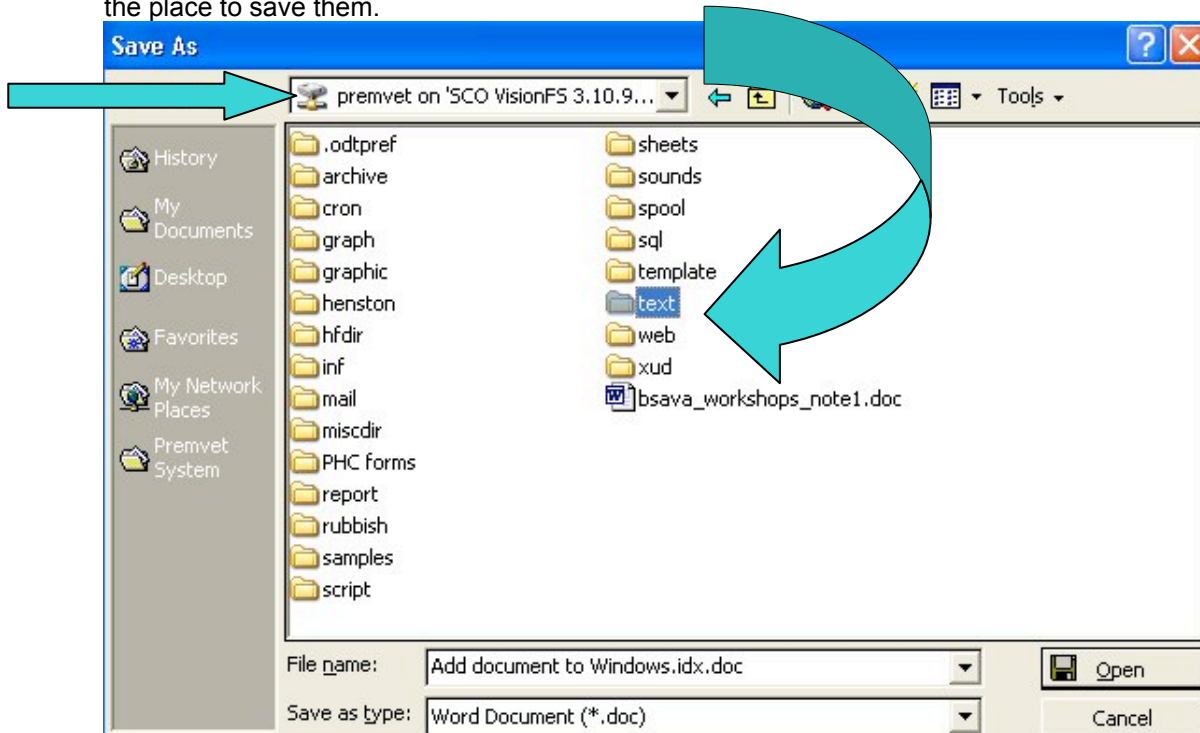 the place to save them.
Save As
premvet on 'SCO VisionFS 3.10.9...
Tools
History
My
Documents
Desktop
Favorites
My Network
Places
Premvet
System
.odtpref
archive
cron
graph
graphic
henston
hfdir
inf
mail
miscdir
PHC forms
report
rubbish
samples
script
sheets
sounds
spool
sql
template
text
web
xud
bsava_workshops_note1.doc
File name: Add document to Windows.idx.doc
Open
Save as type: Word Document (*.doc)
Cancel